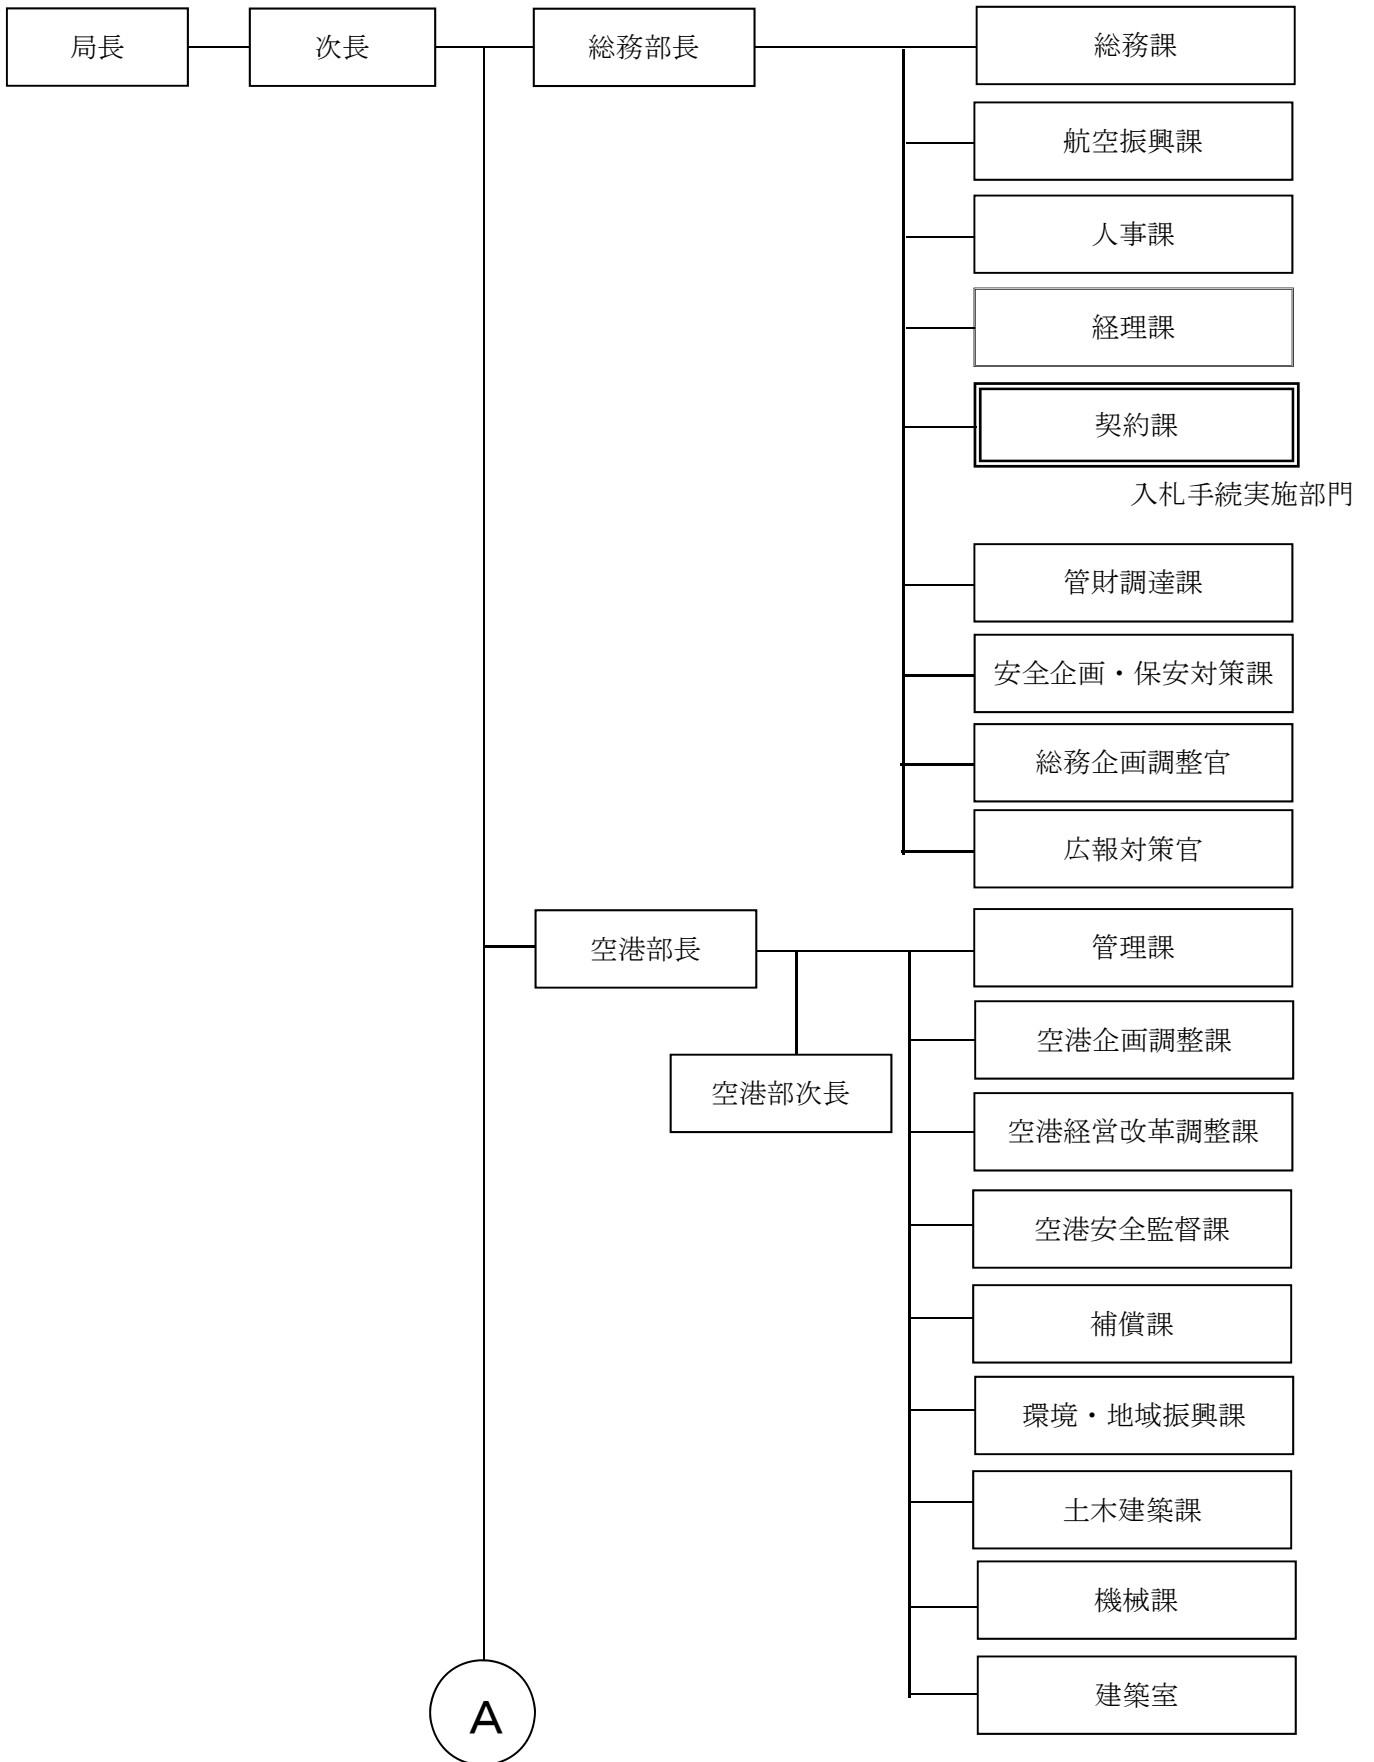 局長
次長
総務部長
総務課
航空振興課
人事課
経理課
契約課
入札手続実施部門
管財調達課
安全企画・保安対策課
総務企画調整官
広報対策官
空港部長
空港部次長
管理課
空港企画調整課
空港経営改革調整課
空港安全監督課
補償課
環境・地域振興課
土木建築課
機械課
建築室
A